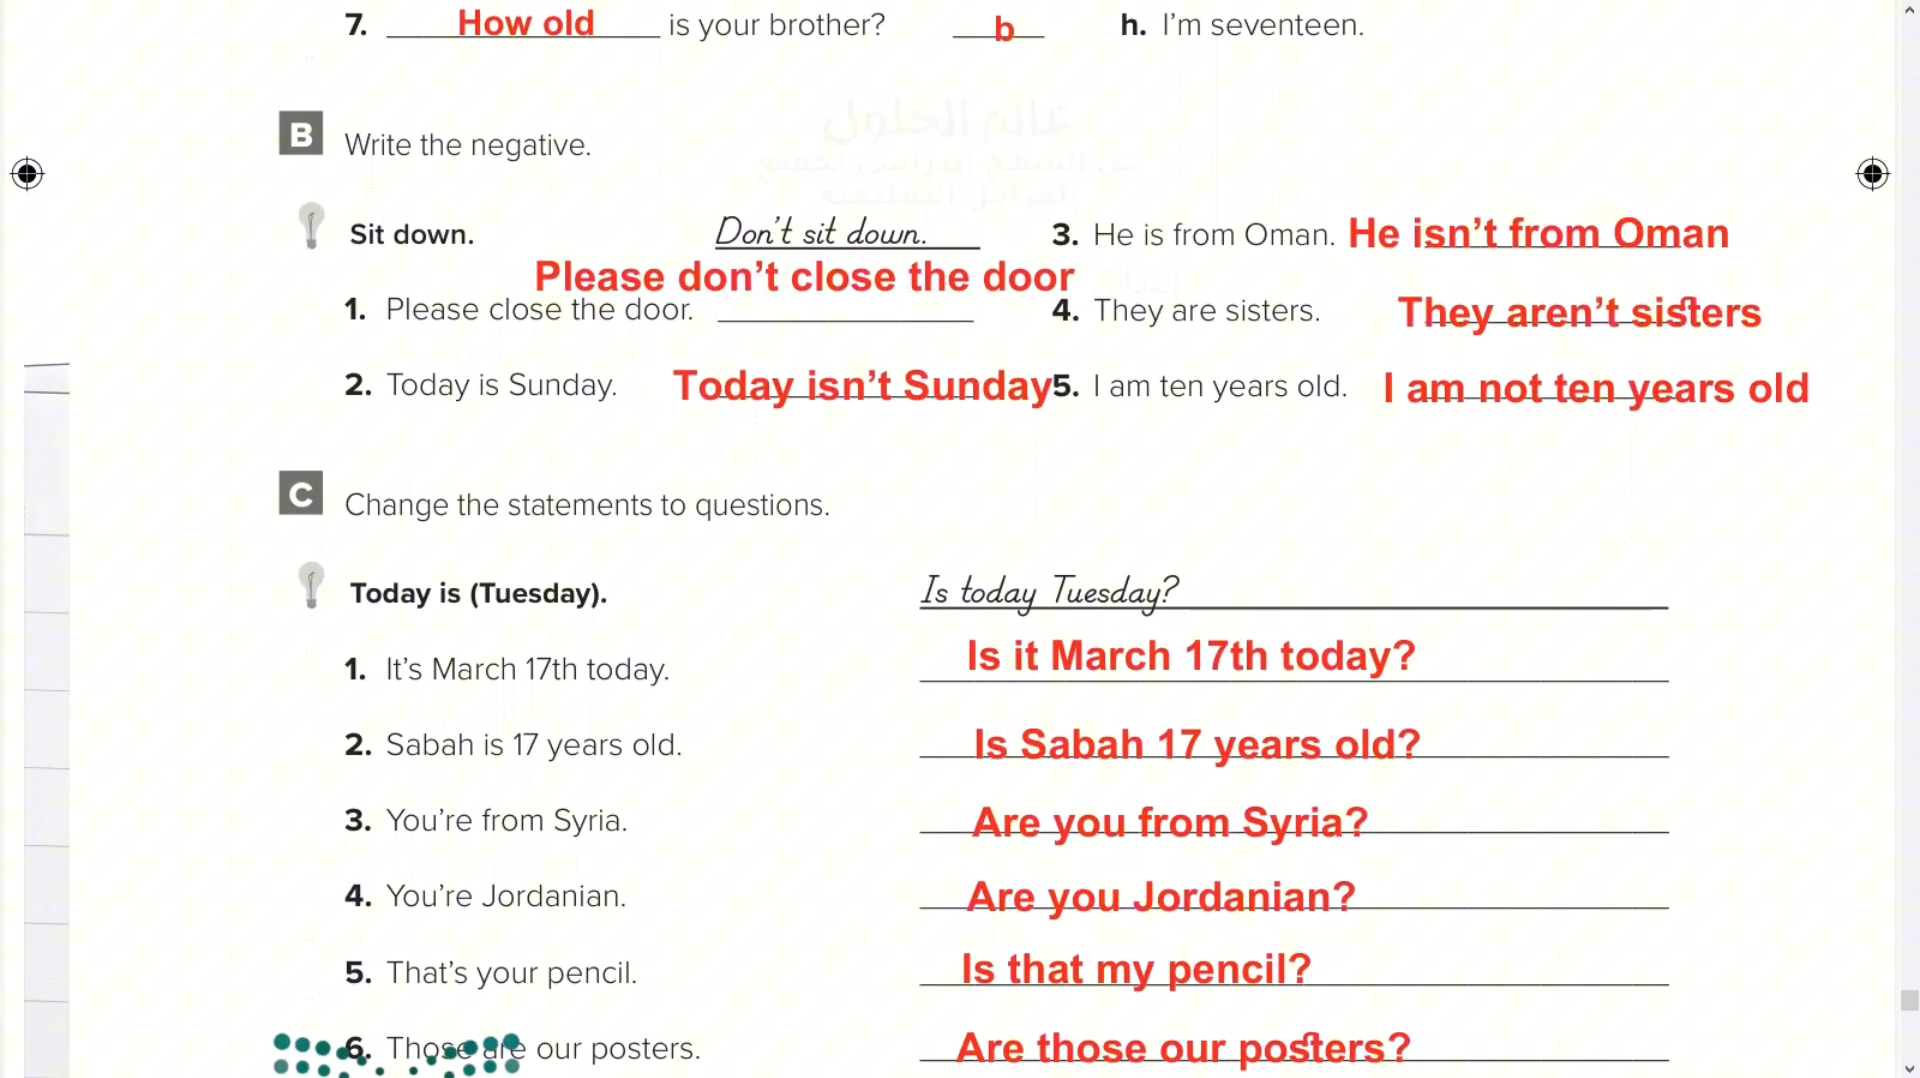 7. How old is your brother? b h. I'm seventeen.
عالم الحلول
B Write the negative.
Sit down. Don't sit down.
3. He is from Oman. He isn't from Oman
Please don't close the door
1. Please close the door.
4. They are sisters. They aren't sisters
2. Today is Sunday. Today isn't Sunday
5. I am ten years old. I am not ten years old
C Change the statements to questions.
Today is (Tuesday). Is today Tuesday?
1. It's March 17th today. Is it March 17th today?
2. Sabah is 17 years old. Is Sabah 17 years old?
3. You're from Syria. Are you from Syria?
4. You're Jordanian. Are you Jordanian?
5. That's your pencil. Is that my pencil?
6. Those are our posters. Are those our posters?